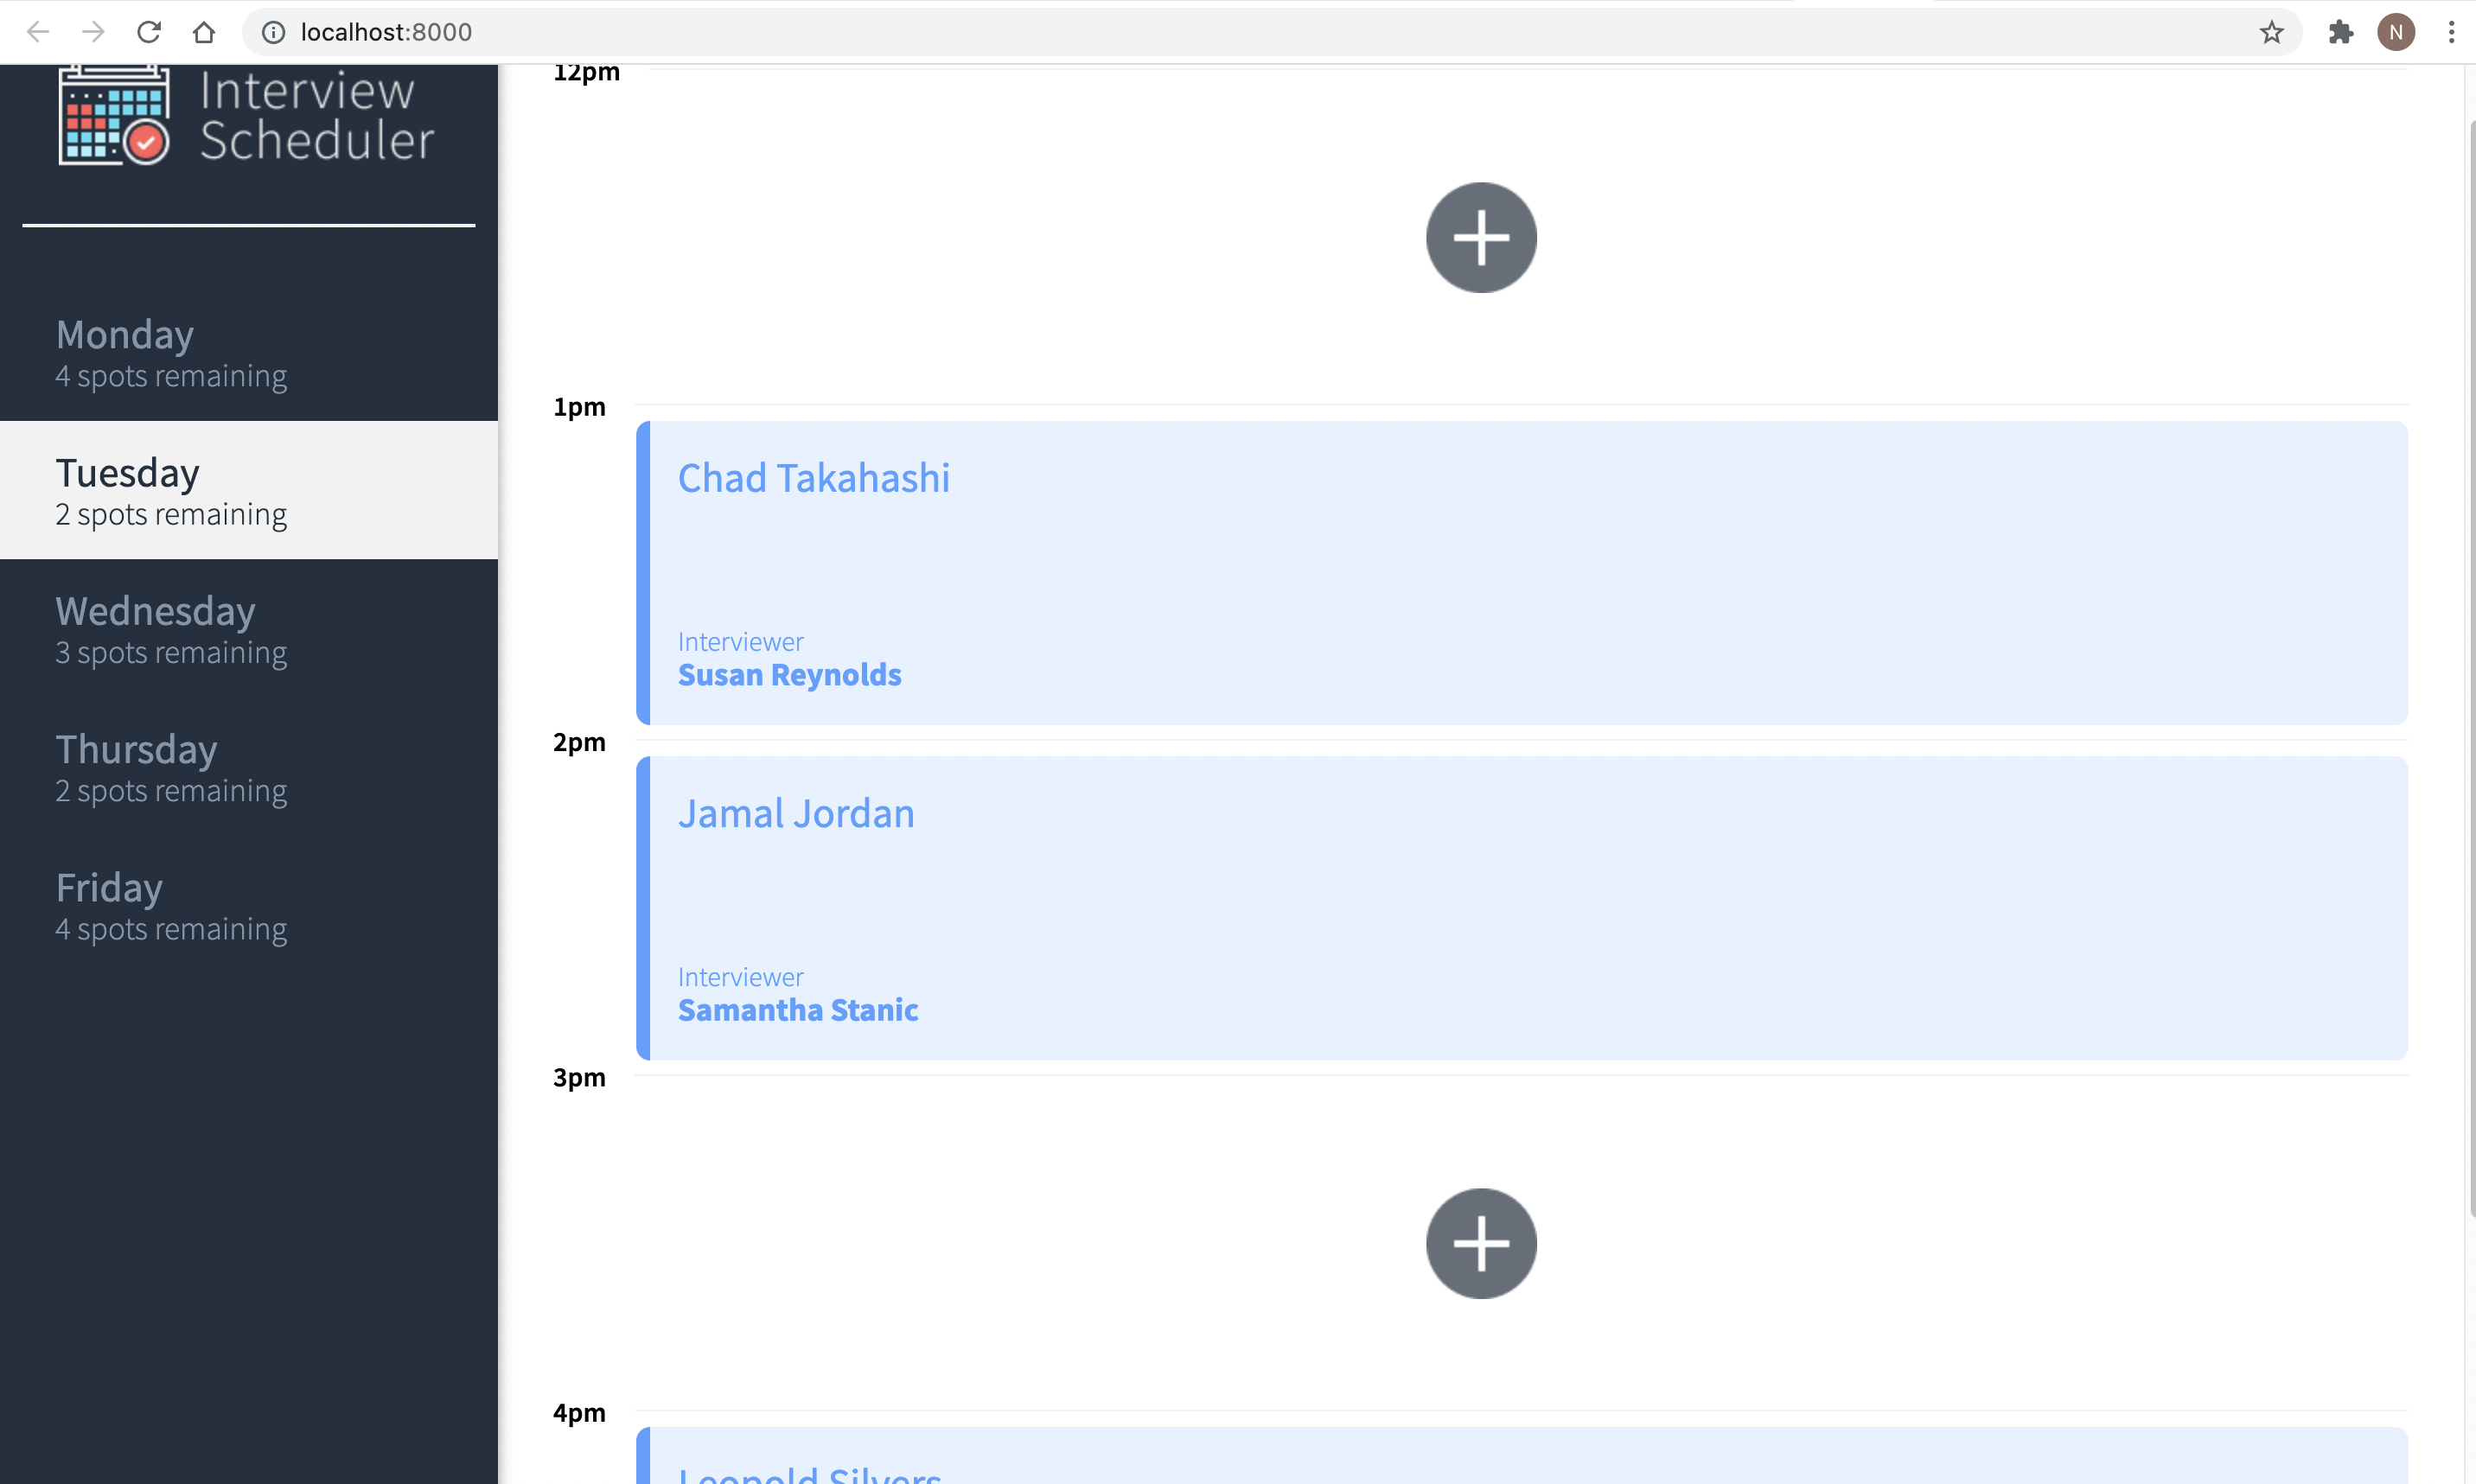 localhost:8000
N
Interview
Scheduler
Monday
4 spots remaining
Tuesday
2 spots remaining
Wednesday
3 spots remaining
Thursday
2 spots remaining
Friday
4 spots remaining
12pm
1pm
Chad Takahashi
Interviewer
Susan Reynolds
2pm
Jamal Jordan
Interviewer
Samantha Stanic
3pm
4pm
Leopold Silvers